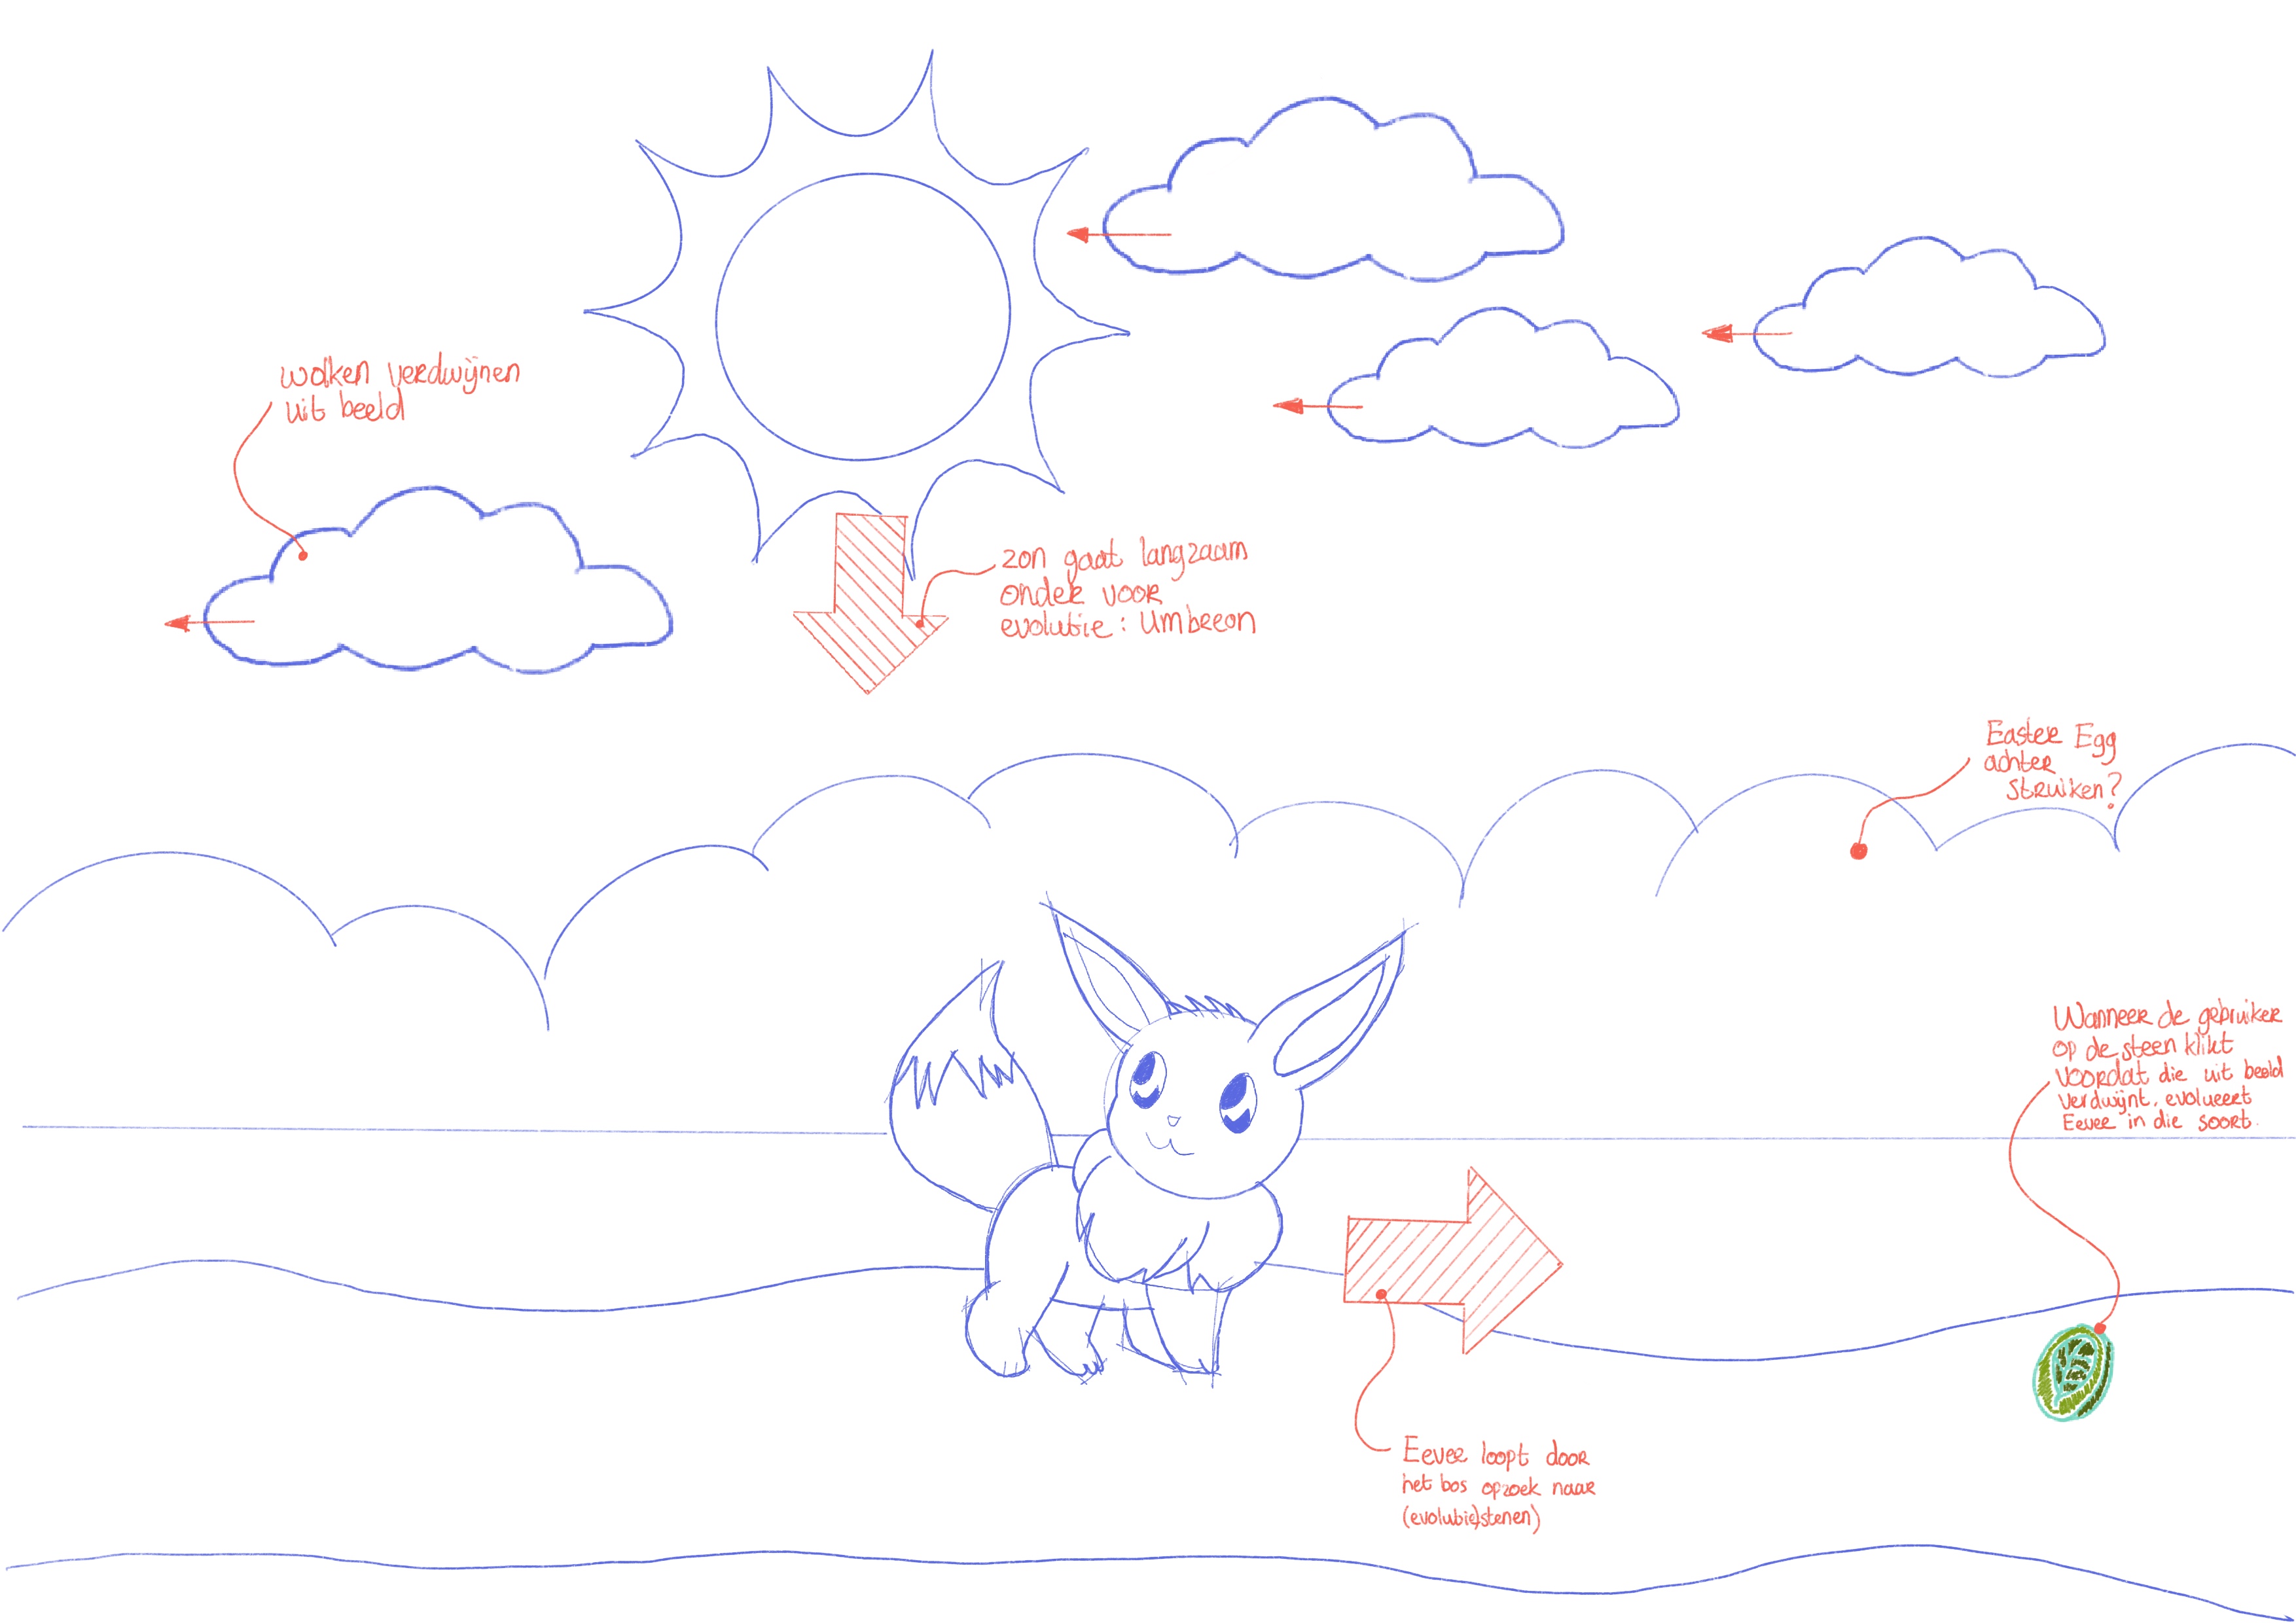 wolken verdwijnen
uit beeld
zon gaat langzaam
onder voor
evolutie: Umbreon
Easter Egg
achter
struiken?
Wanneer de gebruiker
op de steen klikt
voordat die uit beeld
verdwijnt, evolueert
Eevee in die soort.
Eevee loopt door
het bos opzoek naar
(evolutie)stenen)